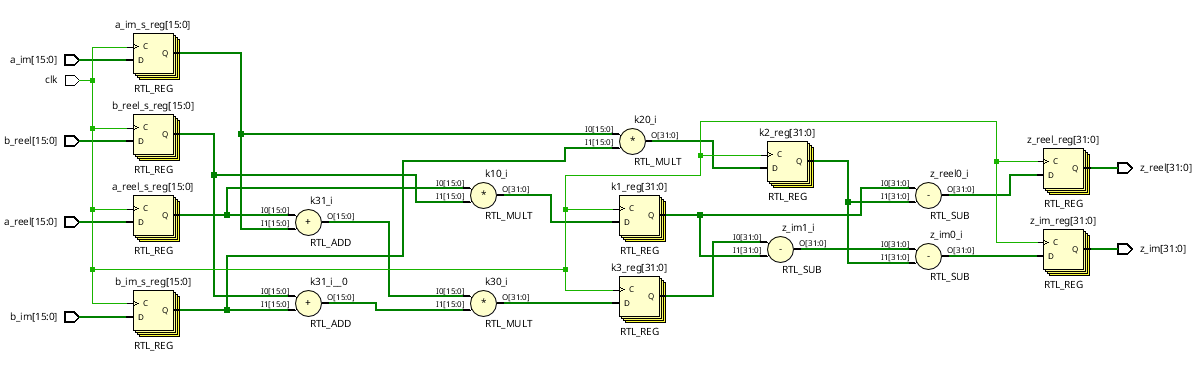 a_im_s_reg[15:0]
a_im[15:0]
C
D
Q
RTL_REG
clk
b_reel_s_reg[15:0]
b_reel[15:0]
C
D
Q
RTL_REG
a_reel_s_reg[15:0]
a_reel[15:0]
C
D
Q
RTL_REG
b_im_s_reg[15:0]
b_im[15:0]
C
D
Q
RTL_REG
k31_i
I0[15:0]
I1[15:0]
+
O[15:0]
RTL_ADD
k31_i__0
I0[15:0]
I1[15:0]
+
O[15:0]
RTL_ADD
k10_i
I0[15:0]
I1[15:0]
*
O[31:0]
RTL_MULT
k30_i
I0[15:0]
I1[15:0]
*
O[31:0]
RTL_MULT
k20_i
I0[15:0]
I1[15:0]
*
O[31:0]
RTL_MULT
k1_reg[31:0]
C
D
Q
RTL_REG
k3_reg[31:0]
C
D
Q
RTL_REG
k2_reg[31:0]
C
D
Q
RTL_REG
z_im1_i
I0[31:0]
I1[31:0]
-
O[31:0]
RTL_SUB
z_reel0_i
I0[31:0]
I1[31:0]
-
O[31:0]
RTL_SUB
z_im0_i
I0[31:0]
I1[31:0]
-
O[31:0]
RTL_SUB
z_reel_reg[31:0]
C
D
Q
RTL_REG
z_reel[31:0]
z_im_reg[31:0]
C
D
Q
RTL_REG
z_im[31:0]